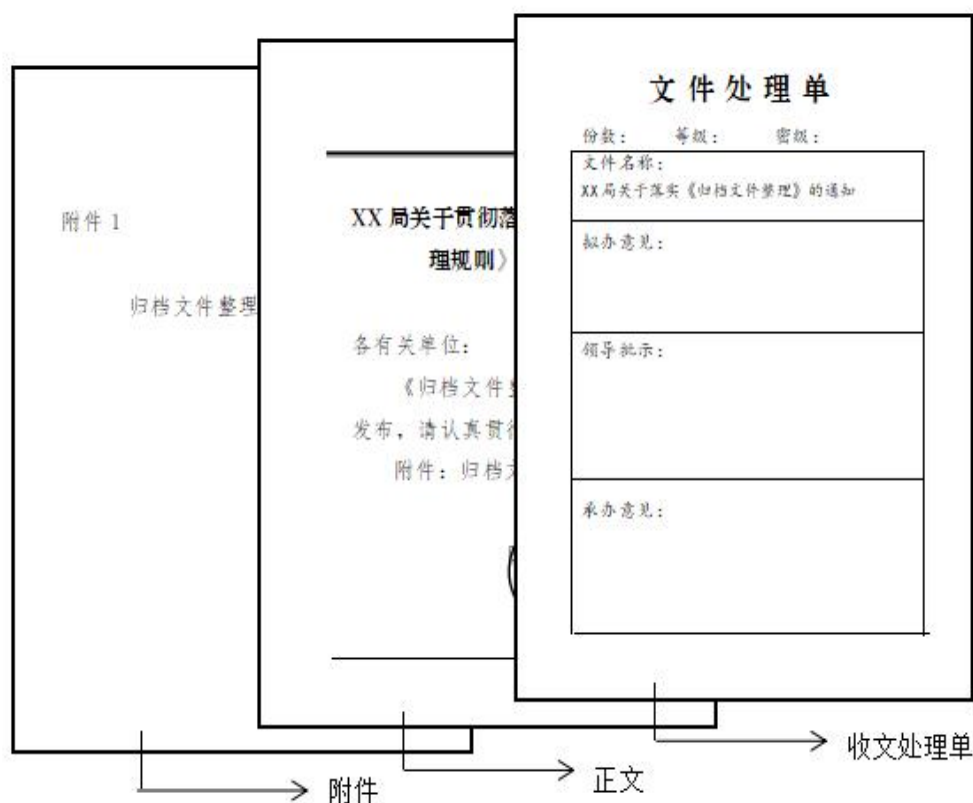 文件处理单
份数： 等级： 密级：
文件名称：
XX局关于落实《归档文件整理》的通知
拟办意见：
领导批示：
承办意见：
收文处理单
XX 局关于贯彻落
理规则》
各有关单位：
《归档文件整
发布，请认真贯彻
附件：归档文
正文
附件 1
归档文件整理
附件